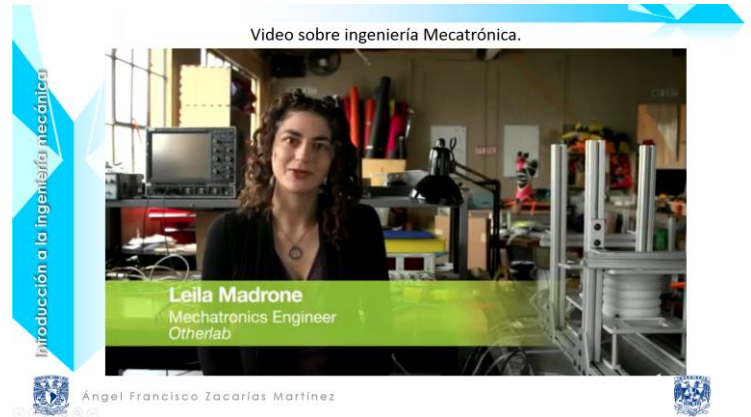 Video sobre ingeniería Mecatrónica.
Introducción a la ingeniería mecánica
Leila Madrone
Mechatronics Engineer
Otherlab
Ángel Francisco Zacarías Martínez